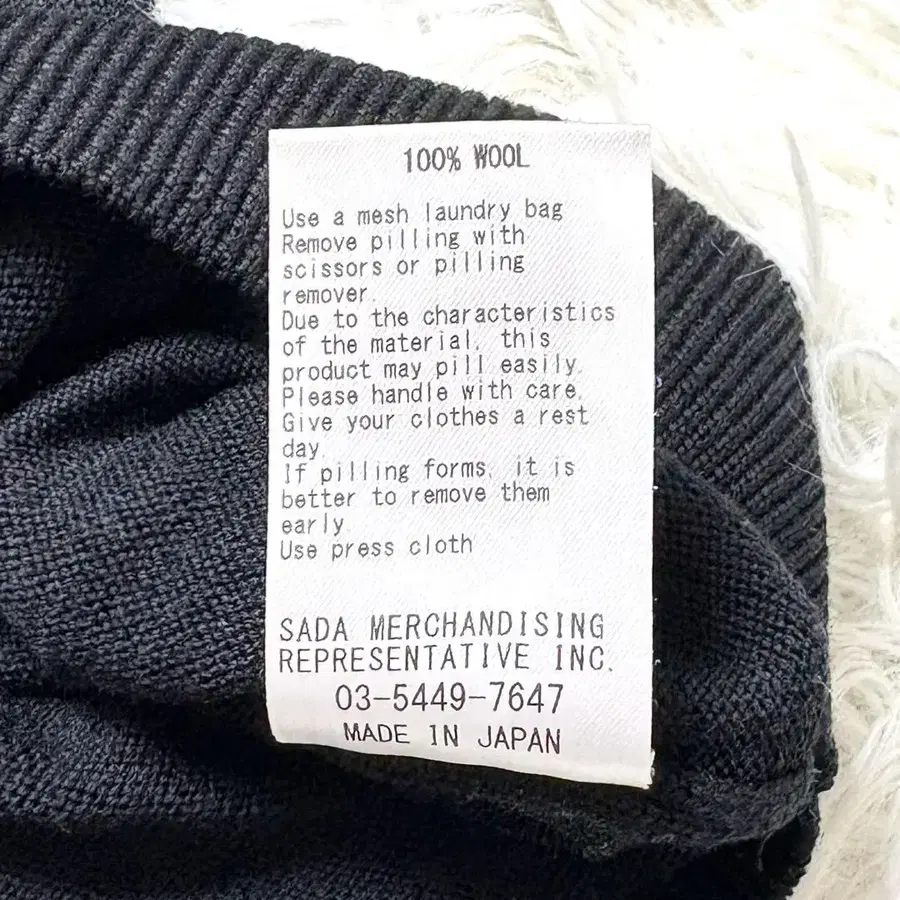 100% WOOL
Use a mesh laundry bag
Remove pilling with
scissors or pilling
remover.
Due to the characteristics
of the material, this
product may pill easily.
Please handle with care.
Give your clothes a rest
day.
If pilling forms, it is
better to remove them
early.
Use press cloth
SADA MERCHANDISING
REPRESENTATIVE INC.
03-5449-7647
MADE IN JAPAN